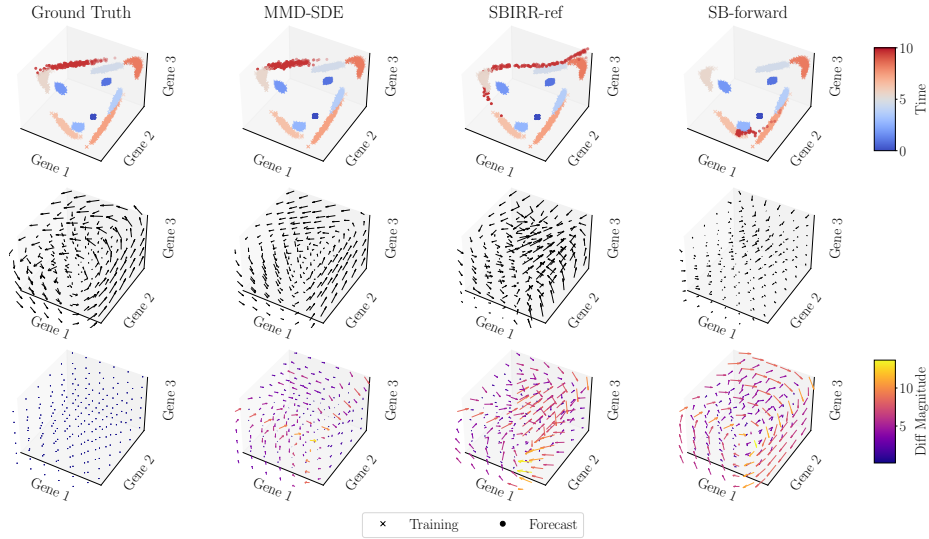 Ground Truth
MMD-SDE
SBIRR-ref
SB-forward
Gene 1
Gene 2
Gene 3
Gene 1
Gene 2
Gene 3
Gene 1
Gene 2
Gene 3
Gene 1
Gene 2
Gene 3
10
5
0
Time
Gene 1
Gene 2
Gene 3
Gene 1
Gene 2
Gene 3
Gene 1
Gene 2
Gene 3
Gene 1
Gene 2
Gene 3
Gene 1
Gene 2
Gene 3
Gene 1
Gene 2
Gene 3
Gene 1
Gene 2
Gene 3
Gene 1
Gene 2
Gene 3
10
5
Diff Magnitude
Training
Forecast